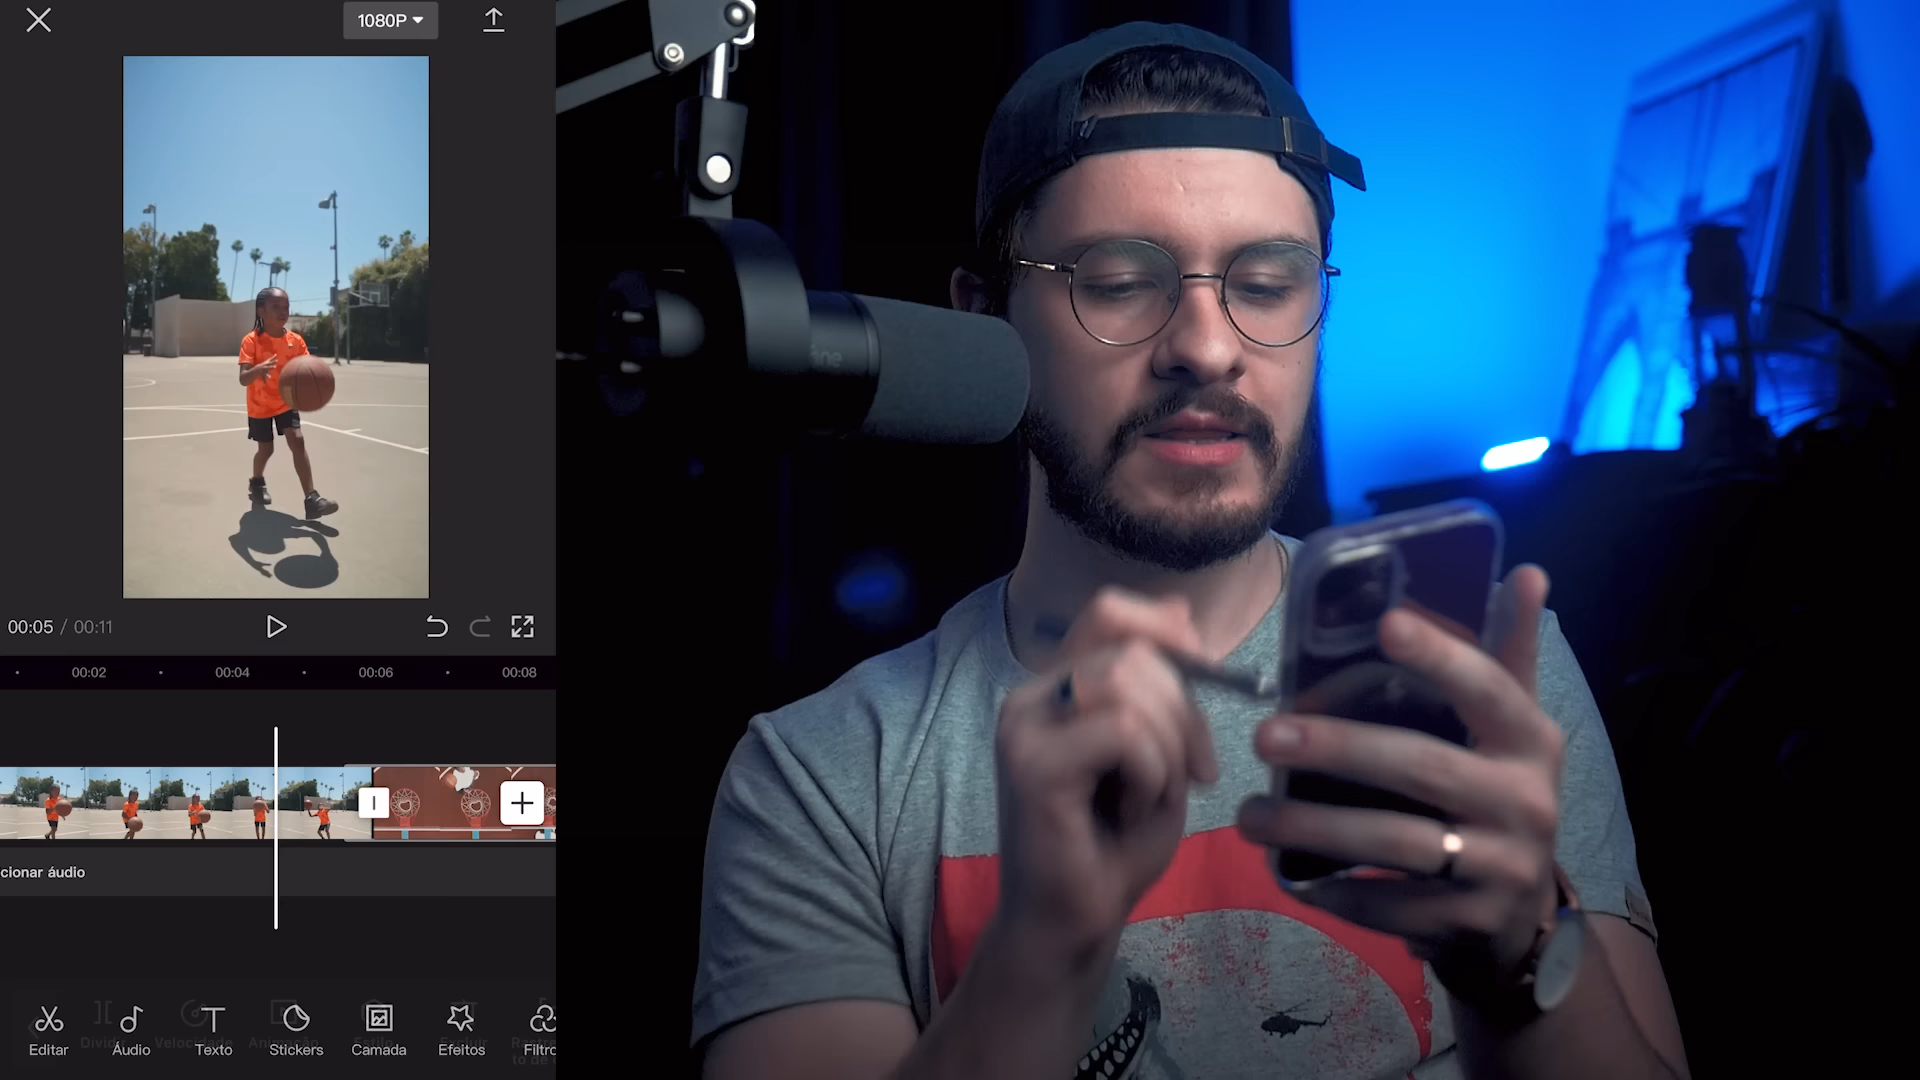 1080P
00:05 / 00:11
00:02 00:04 00:06 00:08
cionar áudio
Editar Áudio Texto Stickers Camada Efeitos Filtro